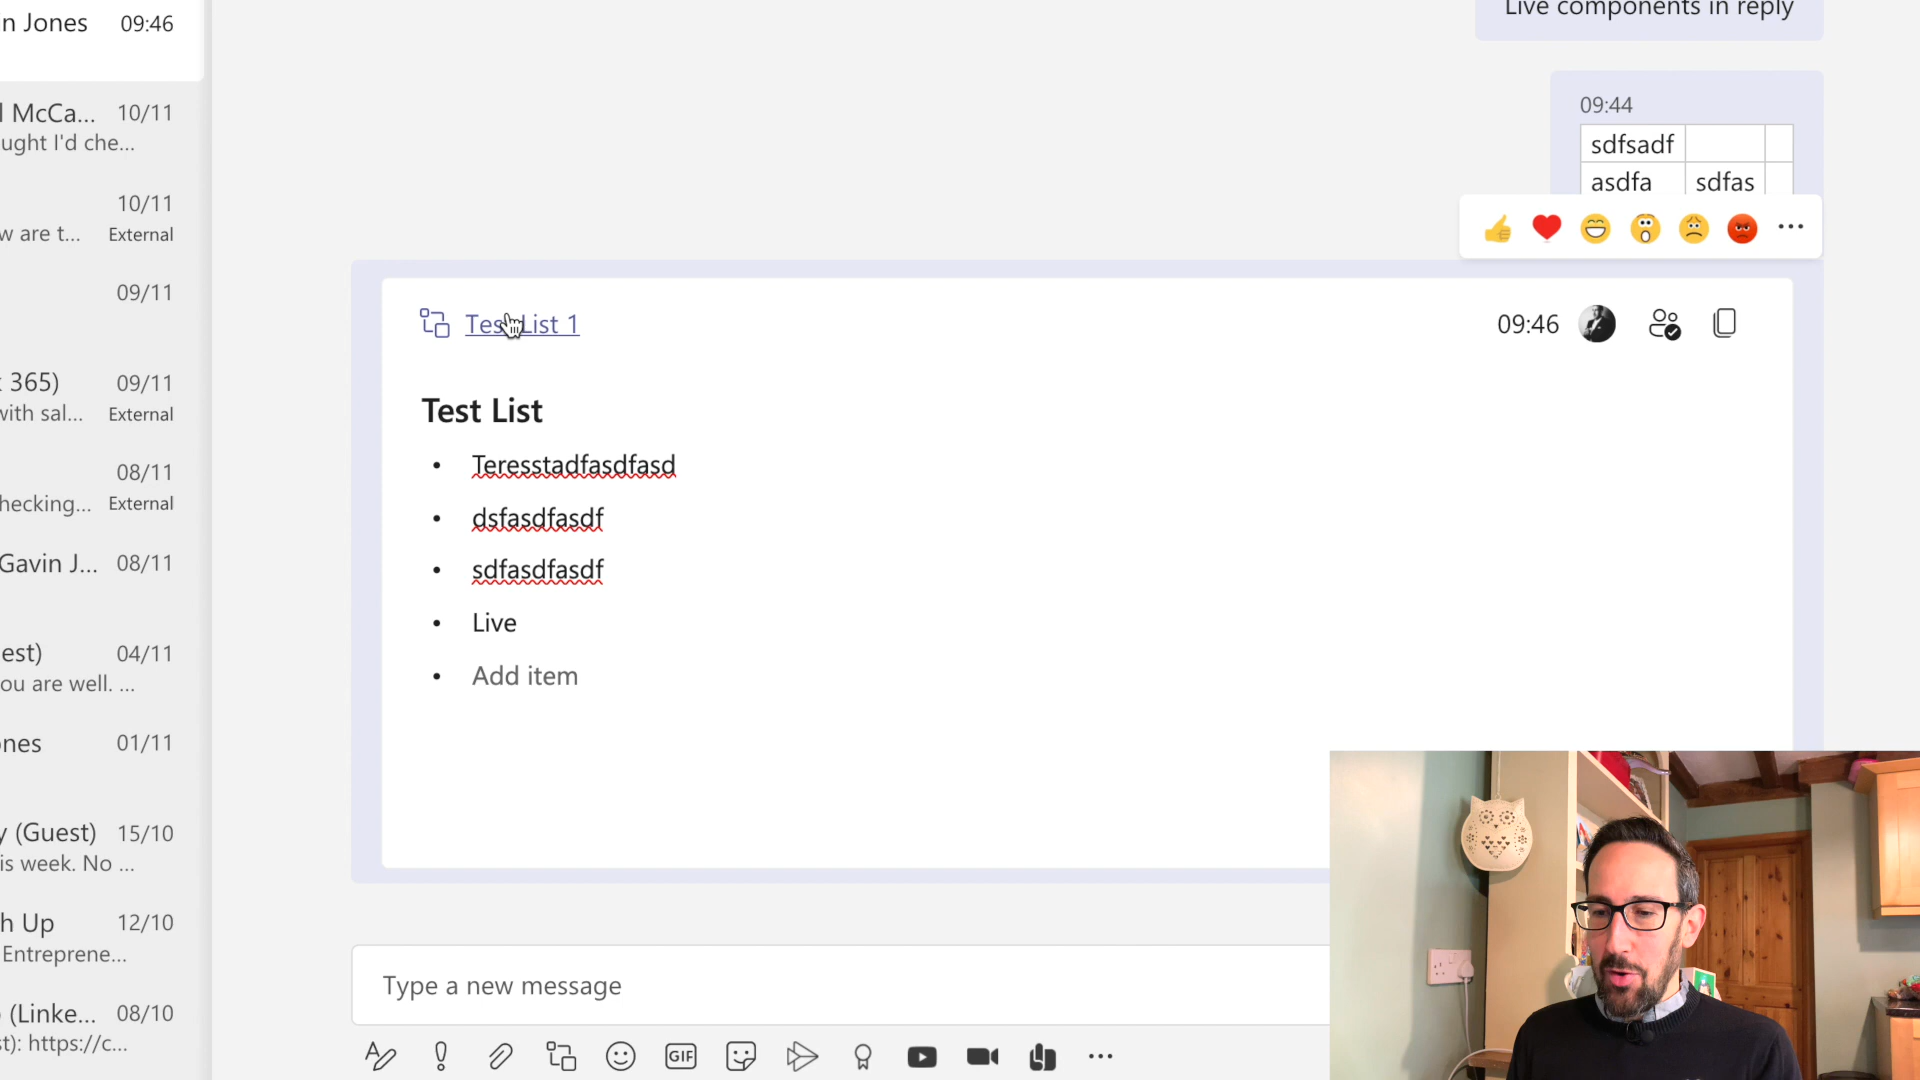 n Jones 09:46
l McCa... 10/11
ught I'd che...
10/11
w are t... External
09/11
365) 09/11
with sal... External
08/11
hecking... External
Gavin J... 08/11
est) 04/11
ou are well. ...
ones 01/11
y (Guest) 15/10
is week. No ...
h Up 12/10
Entreprene...
(Linke... 08/10
st): https://c...
Live components in reply
09:44
sdfsadf
asdfa sdfas
Test List 1 09:46
Test List
• Teresstadfasdfasd
• dsfasdfasdf
• sdfasdfasdf
• Live
• Add item
Type a new message
GIF